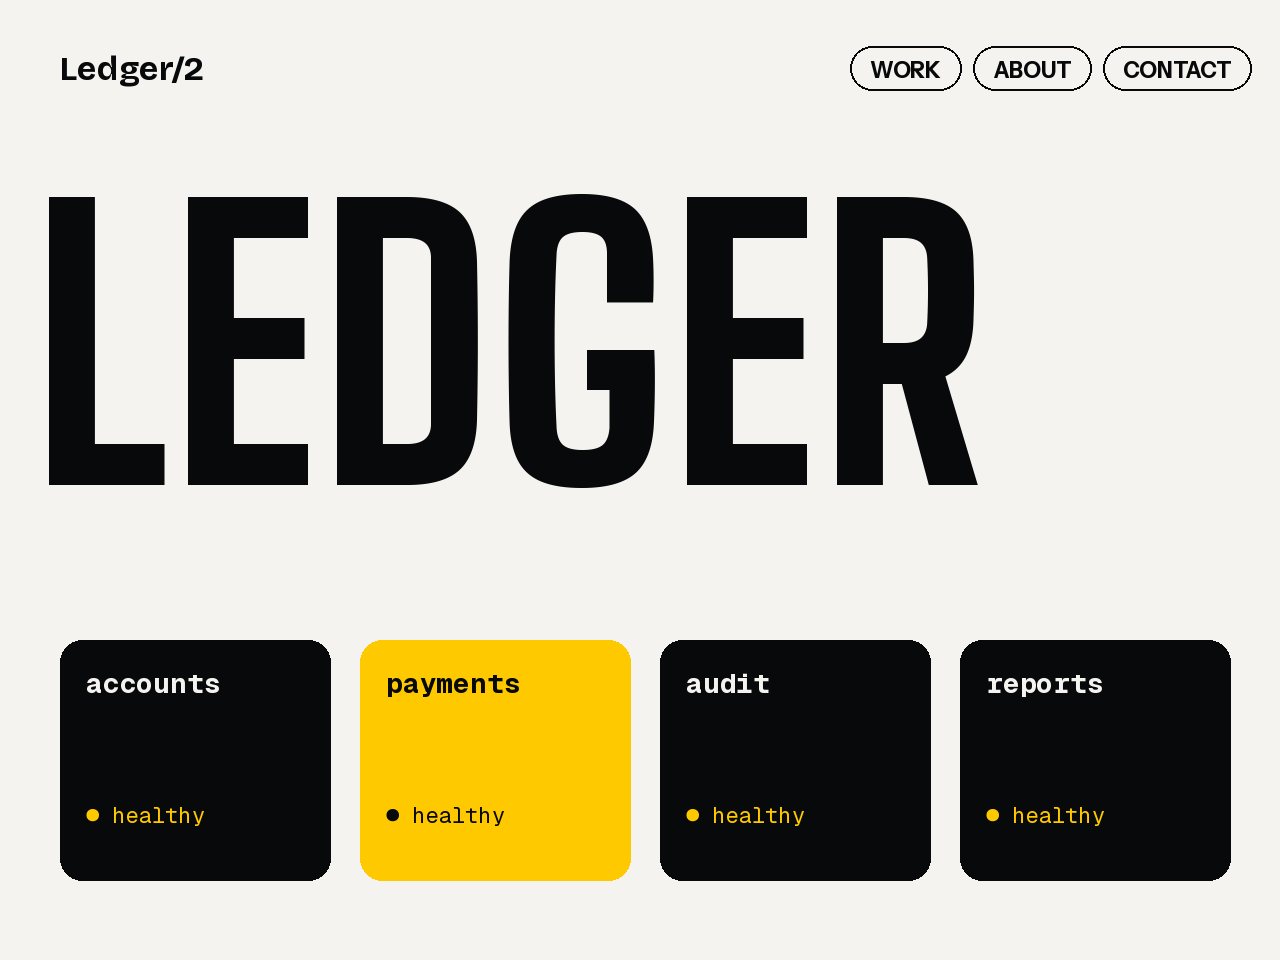 Ledger/2
WORK ABOUT CONTACT
LEDGER
accounts payments audit reports
healthy healthy healthy healthy